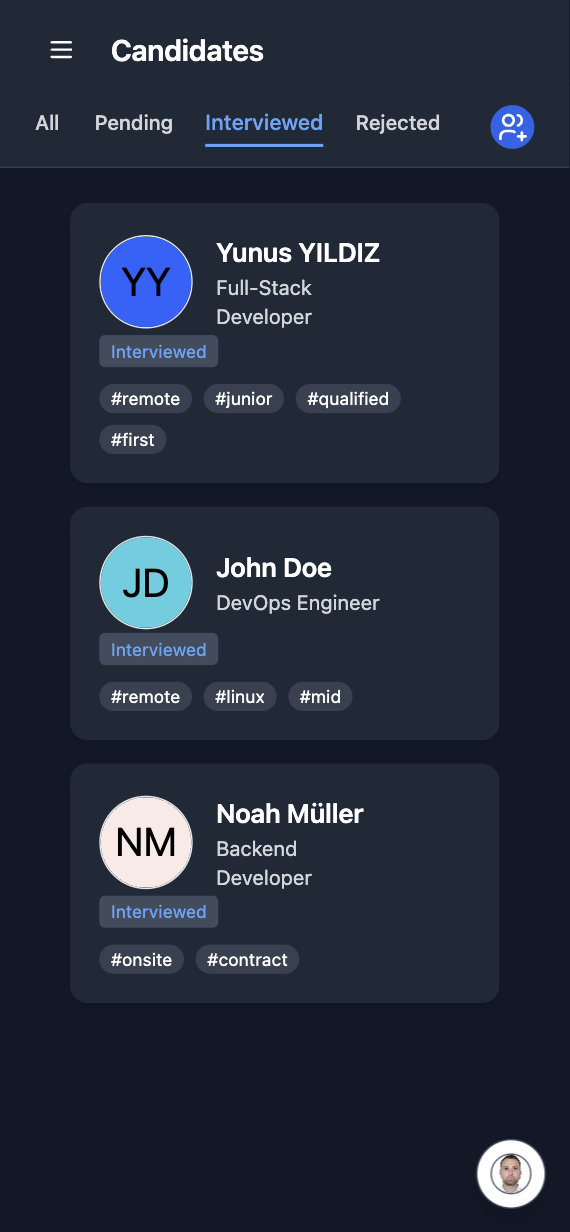 Candidates
All Pending Interviewed Rejected
YY
Yunus YILDIZ
Full-Stack
Developer
Interviewed
#remote #junior #qualified
#first
JD
John Doe
DevOps Engineer
Interviewed
#remote #linux #mid
NM
Noah Müller
Backend
Developer
Interviewed
#onsite #contract